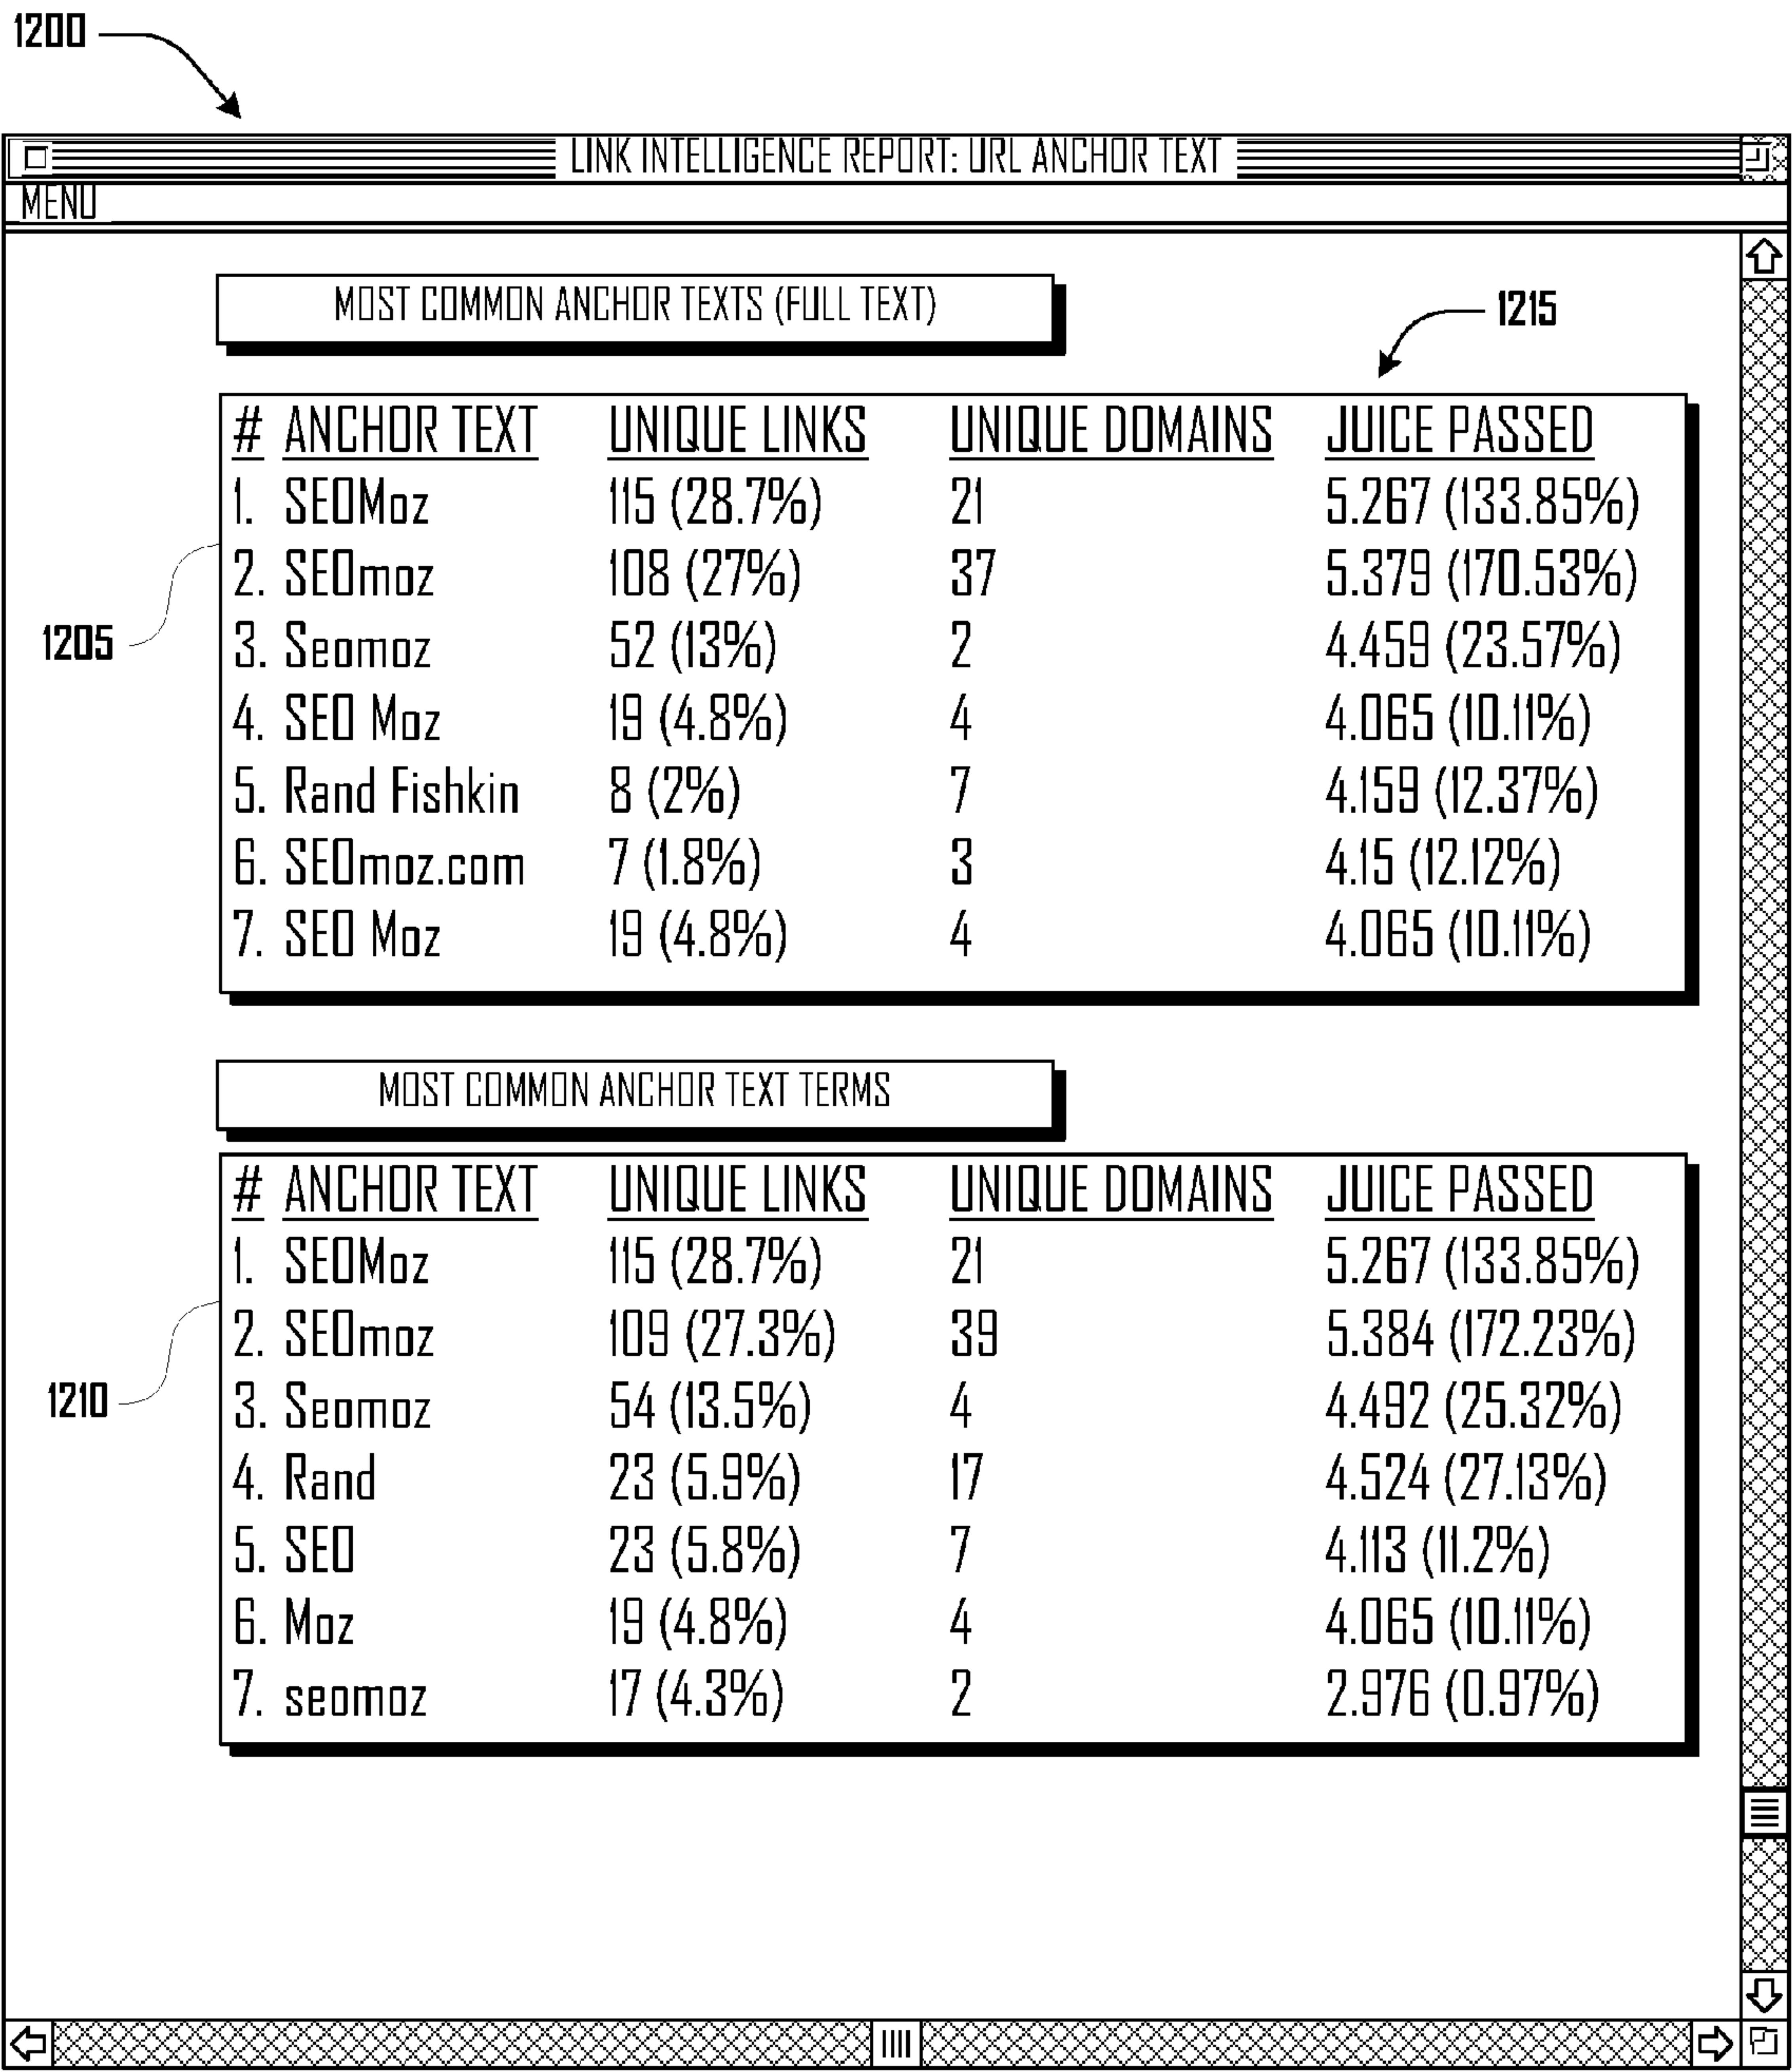 1200
LINK INTELLIGENCE REPORT: URL ANCHOR TEXT
MENU
MOST COMMON ANCHOR TEXTS (FULL TEXT)
1215
# ANCHOR TEXT UNIQUE LINKS UNIQUE DOMAINS JUICE PASSED
1. SEOMoz 115 (28.7%) 21 5.267 (133.85%)
2. SEOmoz 108 (27%) 37 5.379 (170.53%)
1205
3. Seomoz 52 (13%) 2 4.459 (23.57%)
4. SEO Moz 19 (4.8%) 4 4.065 (10.11%)
5. Rand Fishkin 8 (2%) 7 4.159 (12.37%)
6. SEOmoz.com 7 (1.8%) 3 4.15 (12.12%)
7. SEO Moz 19 (4.8%) 4 4.065 (10.11%)
MOST COMMON ANCHOR TEXT TERMS
# ANCHOR TEXT UNIQUE LINKS UNIQUE DOMAINS JUICE PASSED
1. SEOMoz 115 (28.7%) 21 5.267 (133.85%)
2. SEOmoz 109 (27.3%) 39 5.384 (172.23%)
1210
3. Seomoz 54 (13.5%) 4 4.492 (25.32%)
4. Rand 23 (5.9%) 17 4.524 (27.13%)
5. SEO 23 (5.8%) 7 4.113 (11.2%)
6. Moz 19 (4.8%) 4 4.065 (10.11%)
7. seomoz 17 (4.3%) 2 2.976 (0.97%)